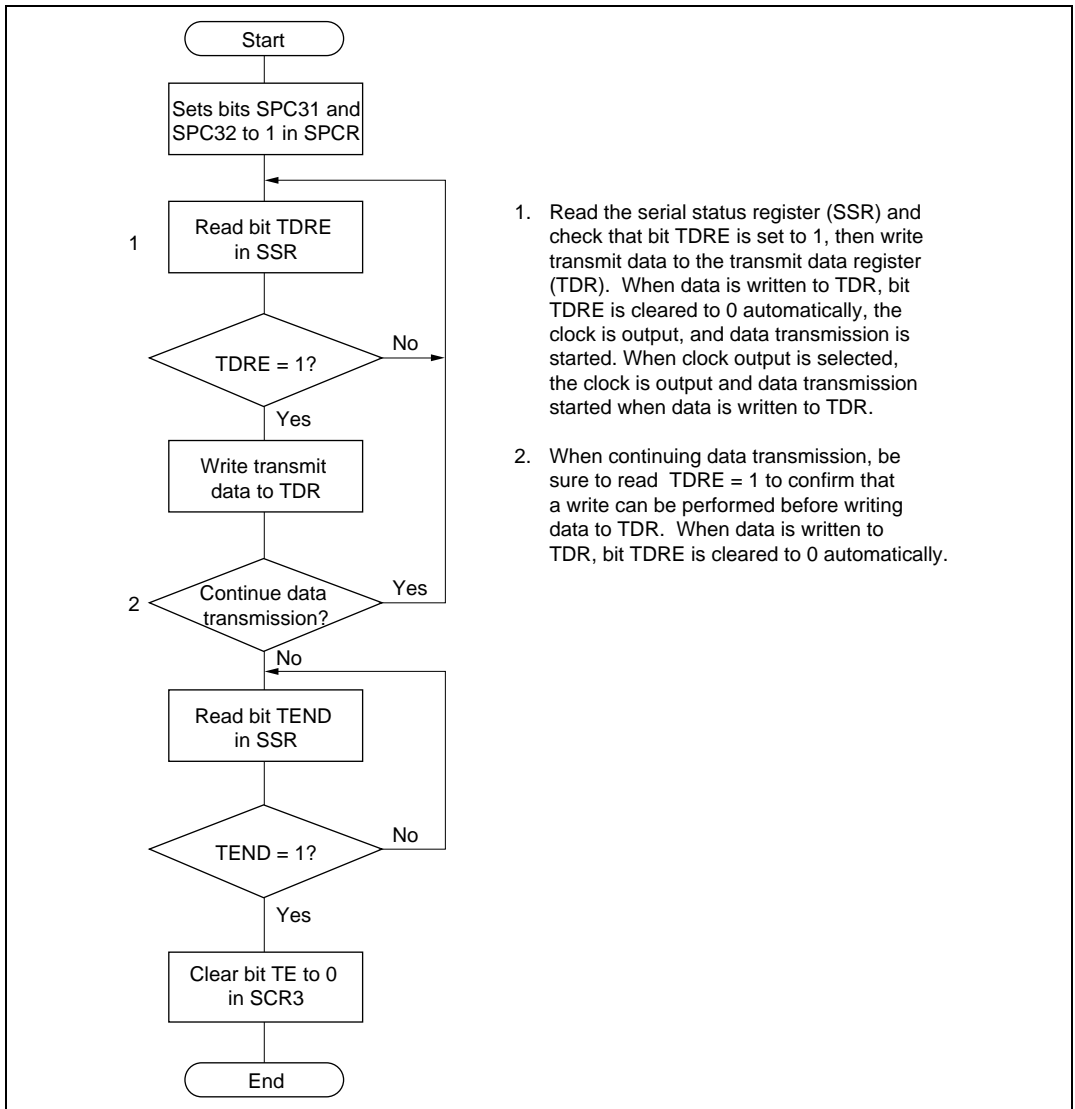 Start
Sets bits SPC31 and
SPC32 to 1 in SPCR
1
Read bit TDRE
in SSR
TDRE = 1?
No
Yes
Write transmit
data to TDR
2
Continue data
transmission?
Yes
No
Read bit TEND
in SSR
TEND = 1?
No
Yes
Clear bit TE to 0
in SCR3
End
1. Read the serial status register (SSR) and
check that bit TDRE is set to 1, then write
transmit data to the transmit data register
(TDR). When data is written to TDR, bit
TDRE is cleared to 0 automatically, the
clock is output, and data transmission is
started. When clock output is selected,
the clock is output and data transmission
started when data is written to TDR.
2. When continuing data transmission, be
sure to read TDRE = 1 to confirm that
a write can be performed before writing
data to TDR. When data is written to
TDR, bit TDRE is cleared to 0 automatically.